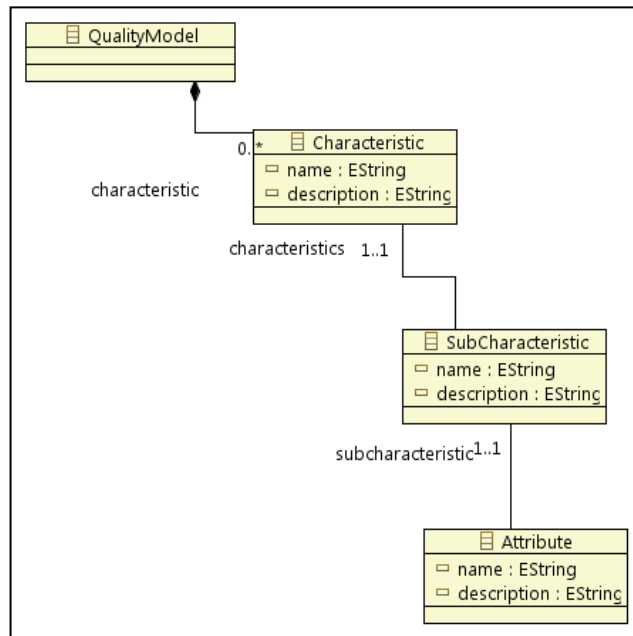 QualityModel
Characteristic
0..*
name : EString
description : EString
characteristic
characteristics
1..1
SubCharacteristic
name : EString
description : EString
subcharacteristic
1..1
Attribute
name : EString
description : EString